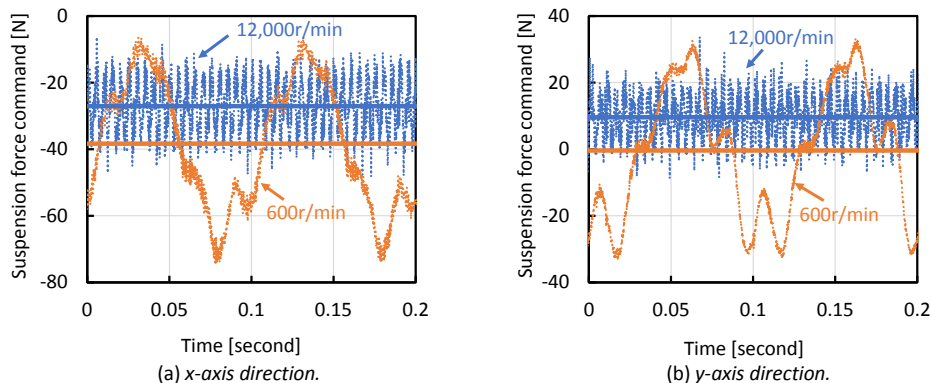 Suspension force command [N]
0
-20
-40
-60
-80
12,000r/min
600r/min
0 0.05 0.1 0.15 0.2
Time [second]
(a) x-axis direction.
Suspension force command [N]
40
20
0
-20
-40
12,000r/min
600r/min
0 0.05 0.1 0.15 0.2
Time [second]
(b) y-axis direction.